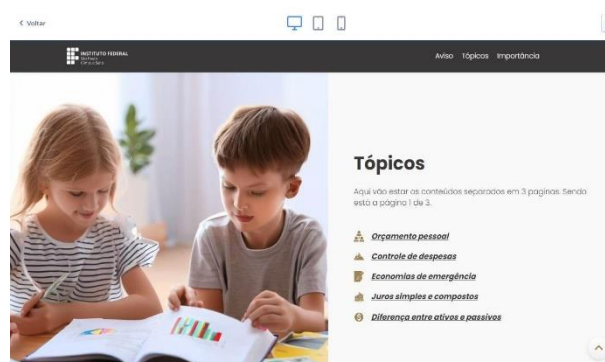 Voltar
INSTITUTO FEDERAL
Aviso Tópicos Importância
Tópicos
Aqui vão estar os conteúdos separados em 3 paginas. Sendo
está a página 1 de 3.
Orçamento pessoal
Controle de despesas
Economias de emergência
Juros simples e compostos
Diferença entre ativos e passivos